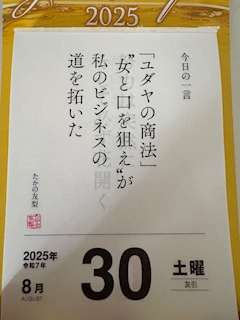 2025
今日の一言
「ユダヤの商法」
“女と口を狙え”が
私のビジネスの
道を拓いた
たかの友梨
2025年
令和7年
8月
AUGUST
30
土曜
友引